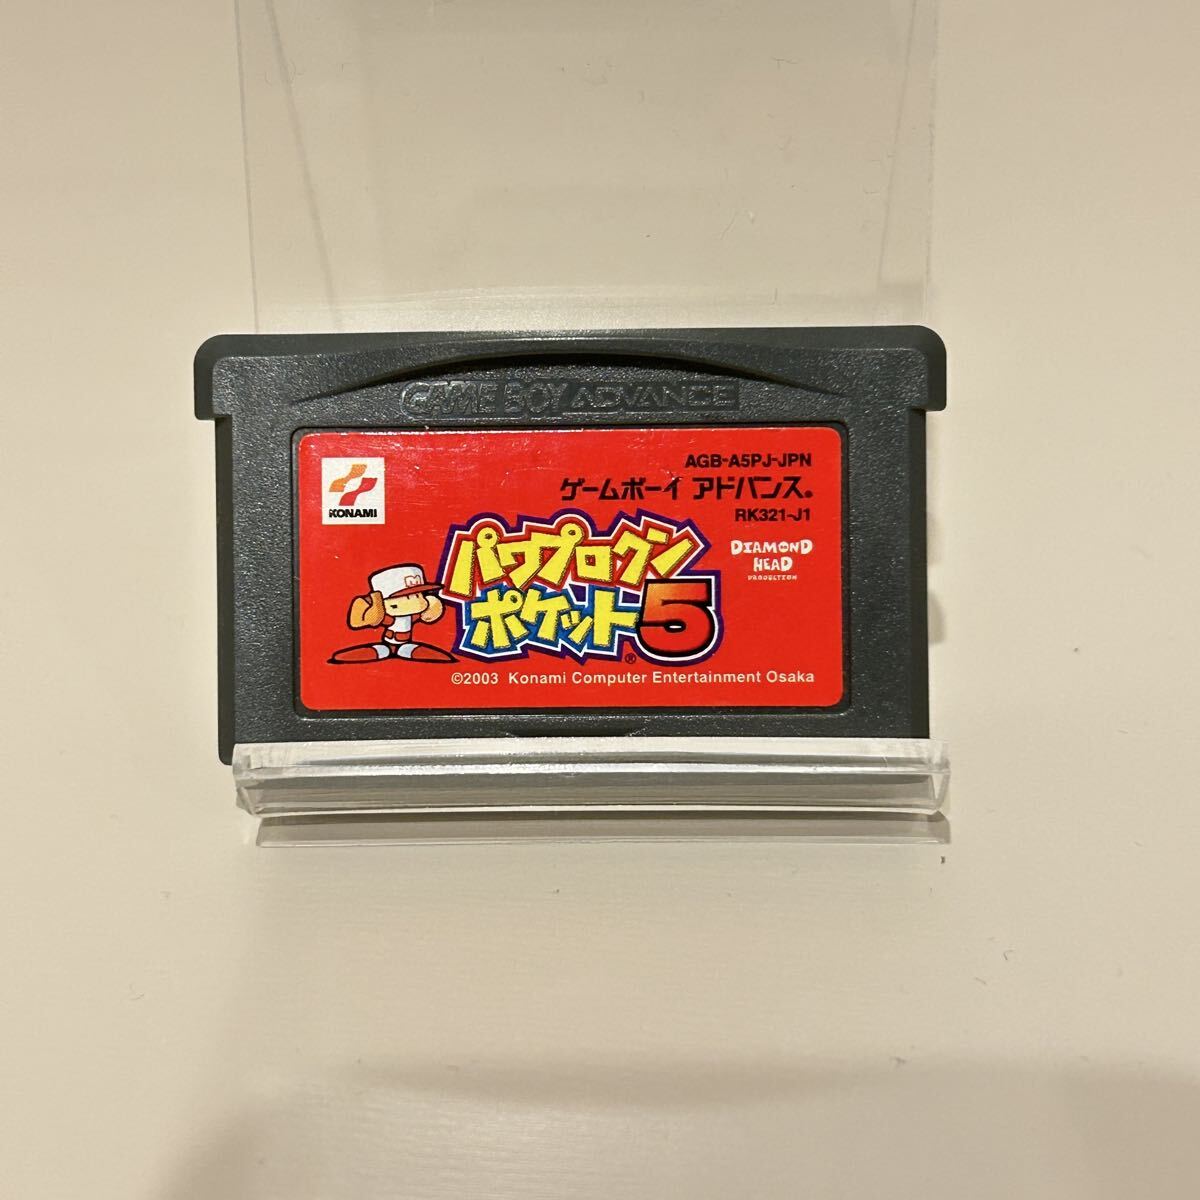 GAME BOY ADVANCE
KONAMI
AGB-A5PJ-JPN
ゲームボーイ アドバンス®
RK321-J1
パワプロクン
ポケット5®
M
DIAMOND
HEAD
PRODUCTION
©2003 Konami Computer Entertainment Osaka